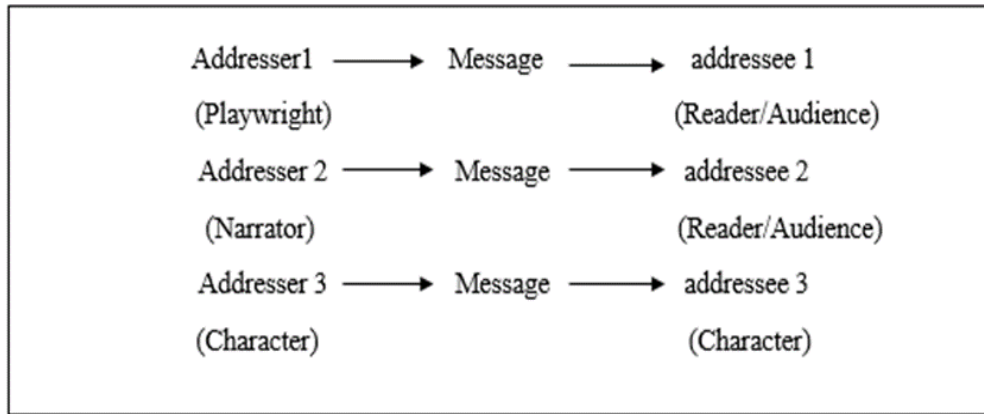 Addresser1 Message addressee 1
(Playwright) (Reader/Audience)
Addresser 2 Message addressee 2
(Narrator) (Reader/Audience)
Addresser 3 Message addressee 3
(Character) (Character)